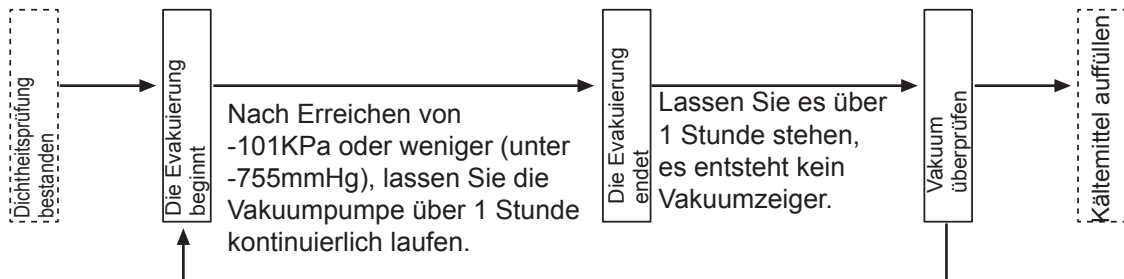 Dichtheitsprüfung
bestanden
Die Evakuierung
beginnt
Nach Erreichen von
-101KPa oder weniger (unter
-755mmHg), lassen Sie die
Vakuumpumpe über 1 Stunde
kontinuierlich laufen.
Die Evakuierung
endet
Lassen Sie es über
1 Stunde stehen,
es entsteht kein
Vakuumzeiger.
Vakuum
überprüfen
Kältemittel auffüllen